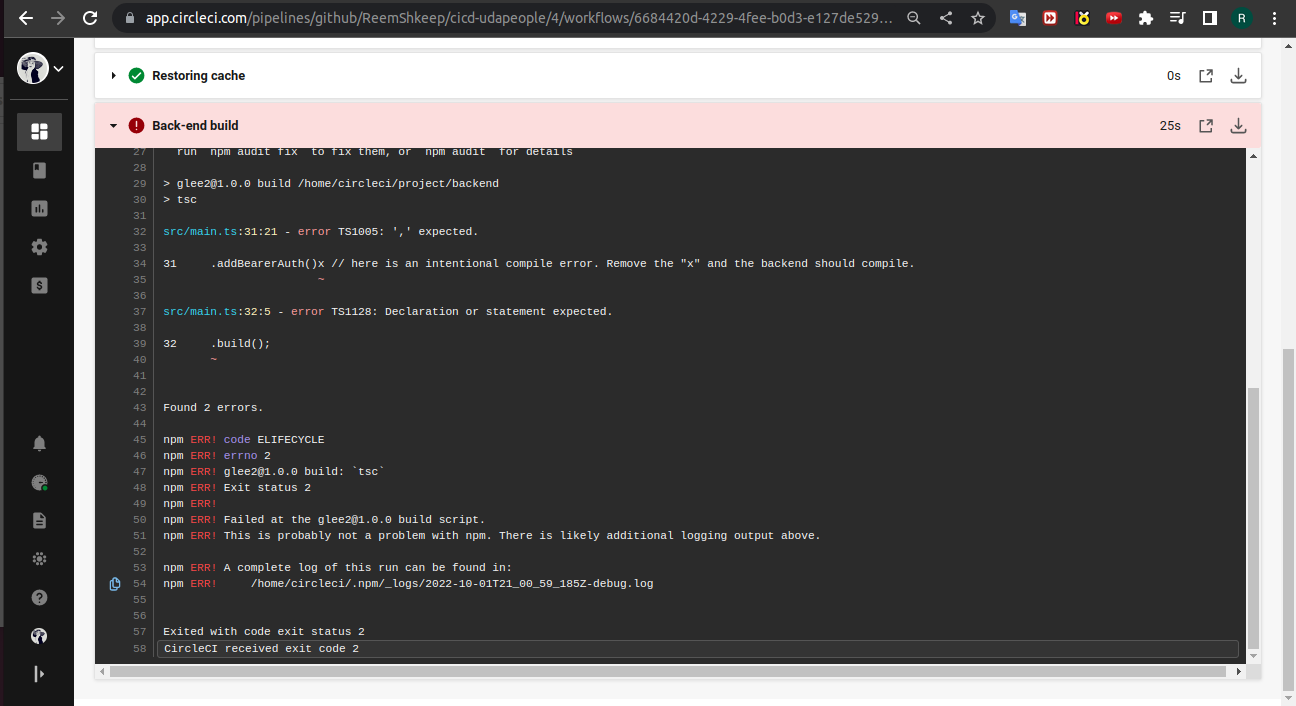 app.circleci.com/pipelines/github/ReemShkeep/cicd-udapeople/4/workflows/6684420d-4229-4fee-b0d3-e127de529...
R
Restoring cache 0s
Back-end build 25s
27 run `npm audit fix` to fix them, or `npm audit` for details
28
29 > glee2@1.0.0 build /home/circleci/project/backend
30 > tsc
31
32 src/main.ts:31:21 - error TS1005: ',' expected.
33
34 31     .addBearerAuth()x // here is an intentional compile error. Remove the "x" and the backend should compile.
35                     ~
36
37 src/main.ts:32:5 - error TS1128: Declaration or statement expected.
38
39 32     .build();
40        ~
41
42
43 Found 2 errors.
44
45 npm ERR! code ELIFECYCLE
46 npm ERR! errno 2
47 npm ERR! glee2@1.0.0 build: `tsc`
48 npm ERR! Exit status 2
49 npm ERR!
50 npm ERR! Failed at the glee2@1.0.0 build script.
51 npm ERR! This is probably not a problem with npm. There is likely additional logging output above.
52
53 npm ERR! A complete log of this run can be found in:
54 npm ERR!     /home/circleci/.npm/_logs/2022-10-01T21_00_59_185Z-debug.log
55
56
57 Exited with code exit status 2
58 CircleCI received exit code 2